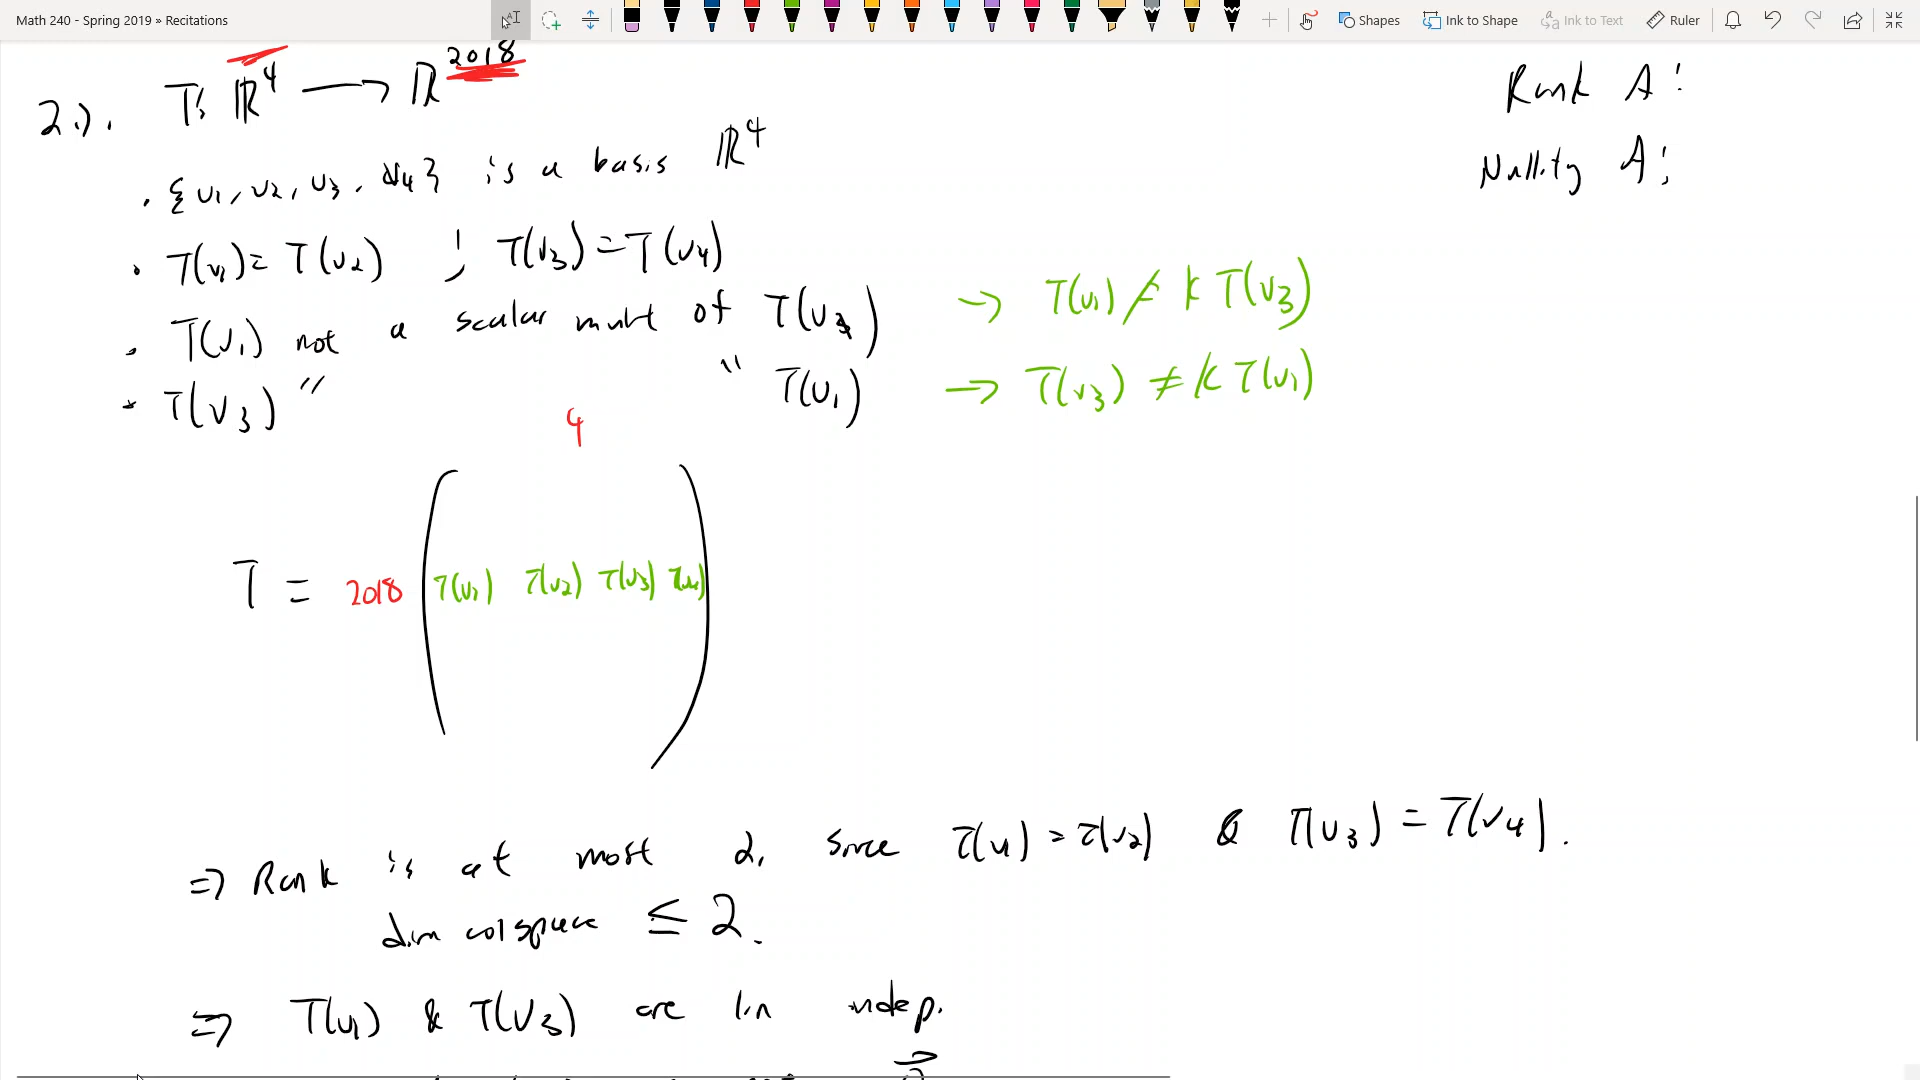 Math 240 - Spring 2019 » Recitations
Shapes
Ink to Shape
Ink to Text
Ruler
2.). T: ℝ⁴ → ℝ²⁰¹⁸
Rank A:
Nullity A:
• {v₁, v₂, v₃, v₄} is a basis ℝ⁴
• T(v₁) = T(v₂) ; T(v₃) = T(v₄)
• T(v₁) not a scalar mult of T(v₃) → T(v₁) ≠ k T(v₃)
• T(v₃) " " T(v₁) → T(v₃) ≠ k T(v₁)
4
T = 2018 ( T(v₁) T(v₂) T(v₃) T(v₄) )
⇒ Rank is at most 2, since T(v₁) = T(v₂) & T(v₃) = T(v₄).
dim colspace ≤ 2.
⇒ T(v₁) & T(v₃) are lin indep.